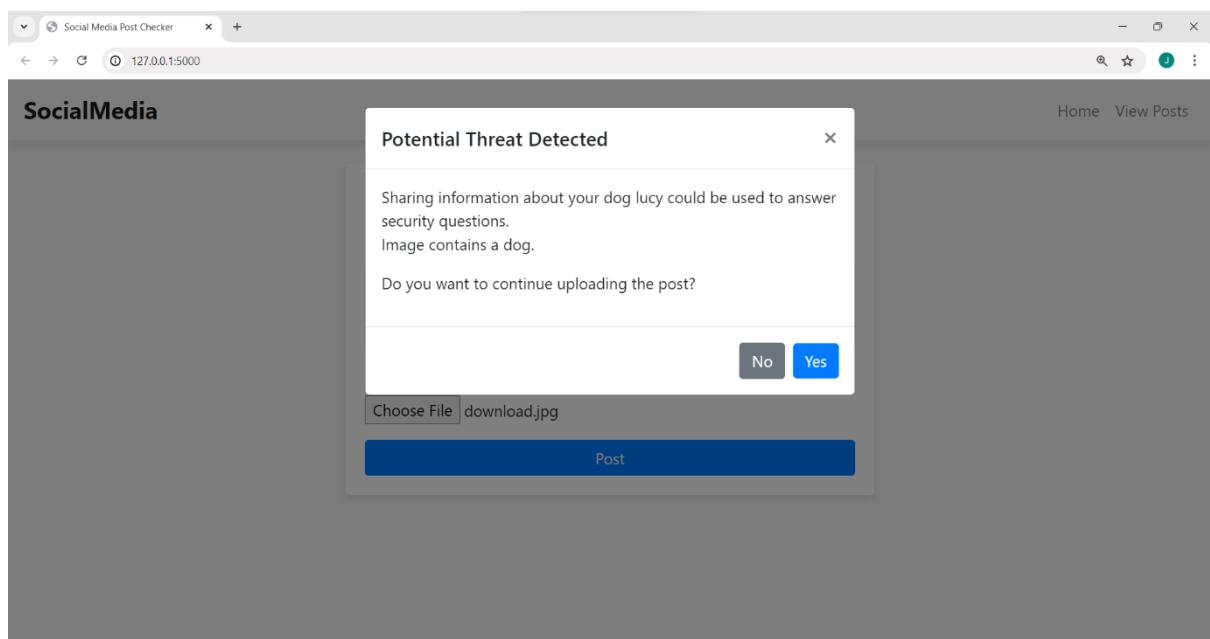 Social Media Post Checker
127.0.0.1:5000
J
SocialMedia
Home View Posts
Potential Threat Detected
Sharing information about your dog lucy could be used to answer
security questions.
Image contains a dog.
Do you want to continue uploading the post?
No Yes
Choose File download.jpg
Post